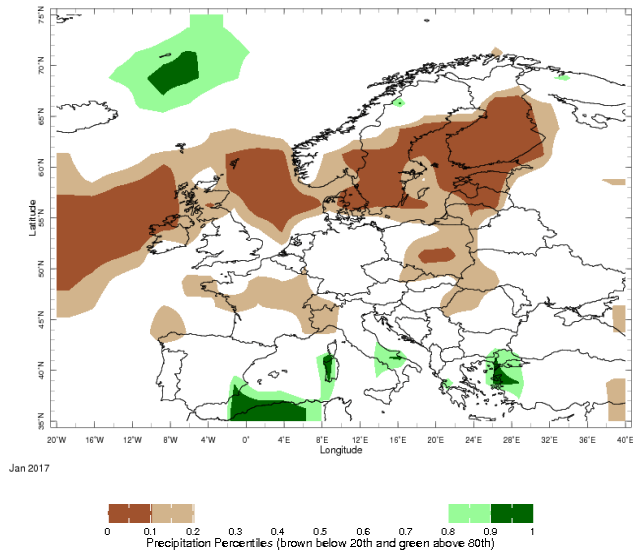 75°N
70°N
65°N
60°N
55°N
50°N
45°N
40°N
35°N
Latitude
20°W 16°W 12°W 8°W 4°W 0° 4°E 8°E 12°E 16°E 20°E 24°E 28°E 32°E 36°E 40°E
Longitude
Jan 2017
0 0.1 0.2 0.3 0.4 0.5 0.6 0.7 0.8 0.9 1
Precipitation Percentiles (brown below 20th and green above 80th)